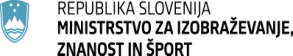 REPUBLIKA SLOVENIJA
MINISTRSTVO ZA IZOBRAŽEVANJE,
ZNANOST IN ŠPORT